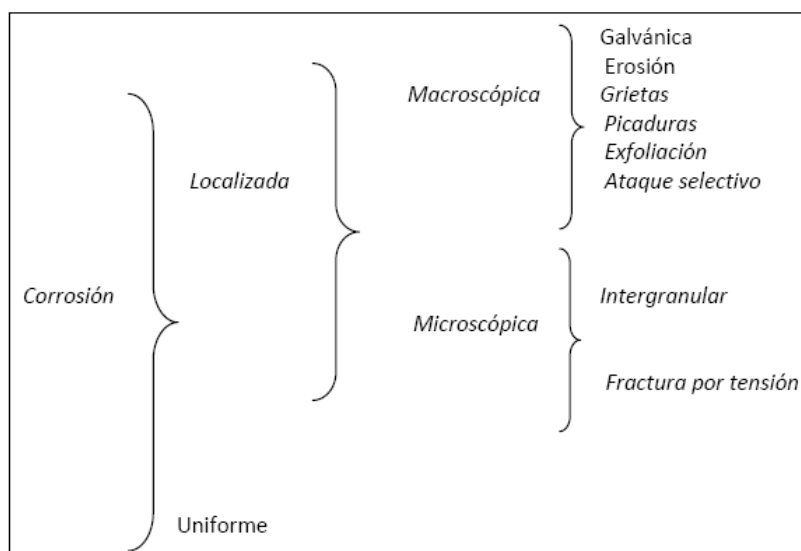 Galvánica
Erosión
Macroscópica
Grietas
Picaduras
Exfoliación
Localizada
Ataque selectivo
Corrosión
Intergranular
Microscópica
Fractura por tensión
Uniforme